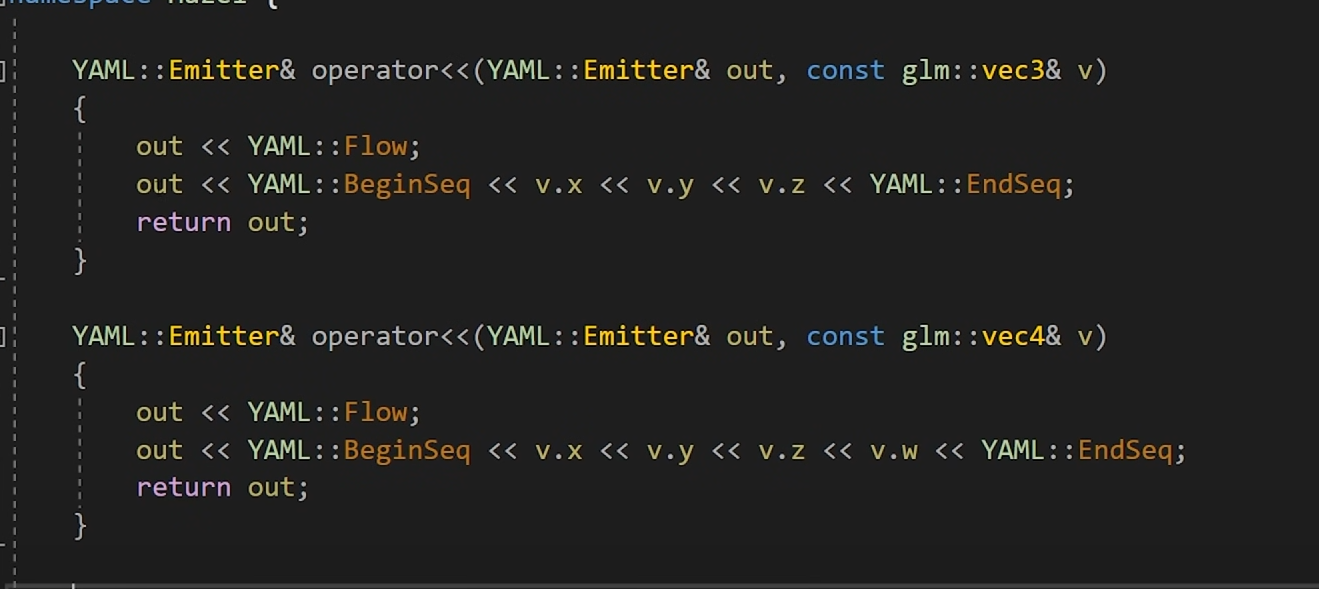 YAML::Emitter& operator<<(YAML::Emitter& out, const glm::vec3& v)
{
out << YAML::Flow;
out << YAML::BeginSeq << v.x << v.y << v.z << YAML::EndSeq;
return out;
}
YAML::Emitter& operator<<(YAML::Emitter& out, const glm::vec4& v)
{
out << YAML::Flow;
out << YAML::BeginSeq << v.x << v.y << v.z << v.w << YAML::EndSeq;
return out;
}